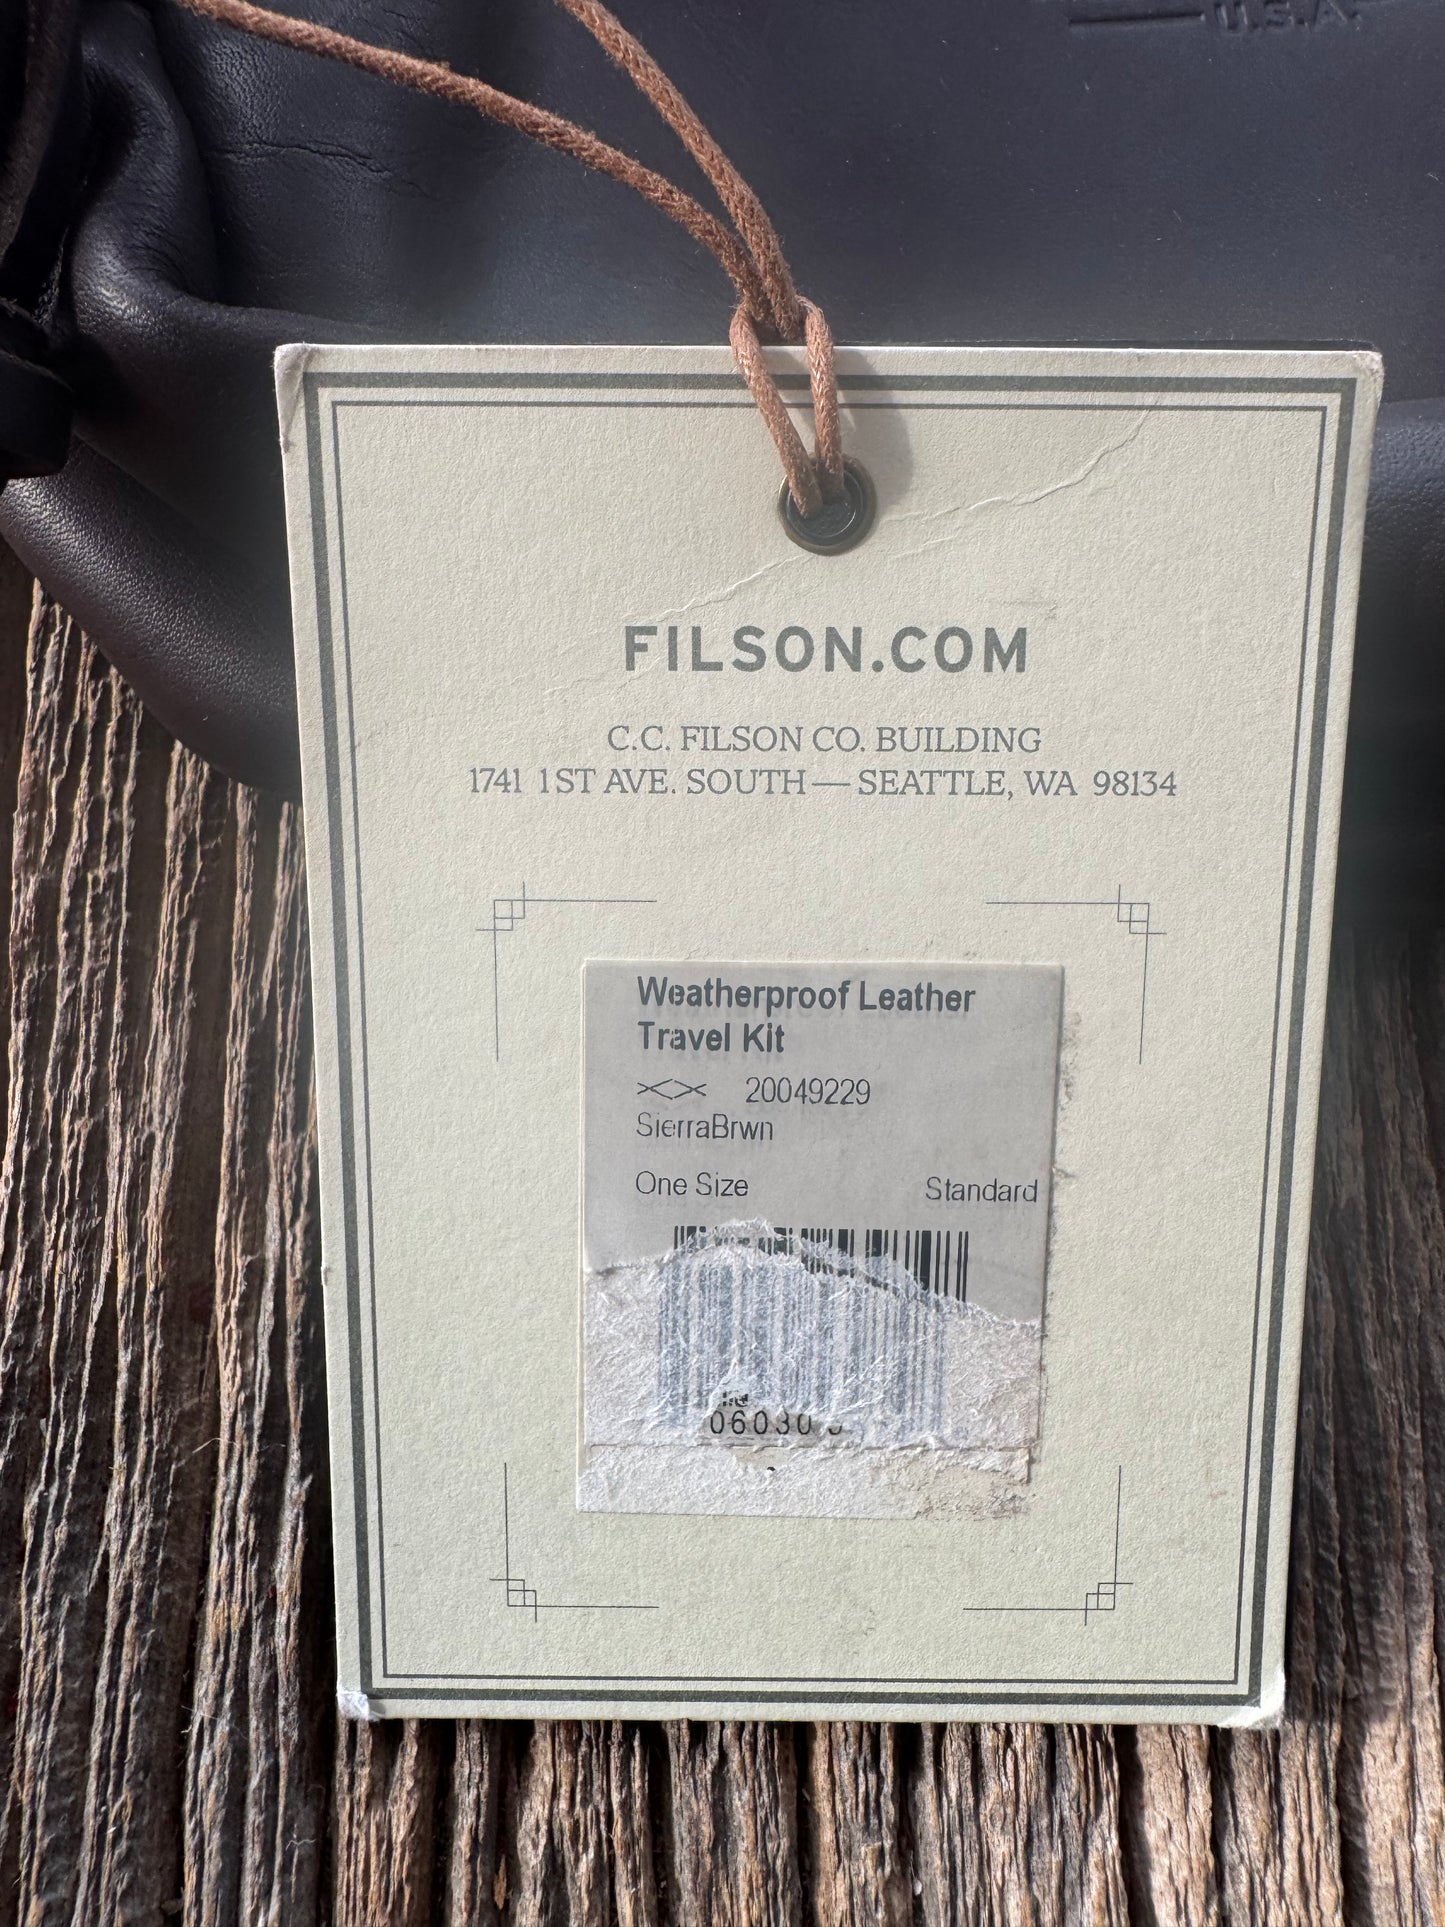 U.S.A.
FILSON.COM
C.C. FILSON CO. BUILDING
1741 1ST AVE. SOUTH — SEATTLE, WA 98134
Weatherproof Leather
Travel Kit
20049229
SierraBrwn
One Size Standard